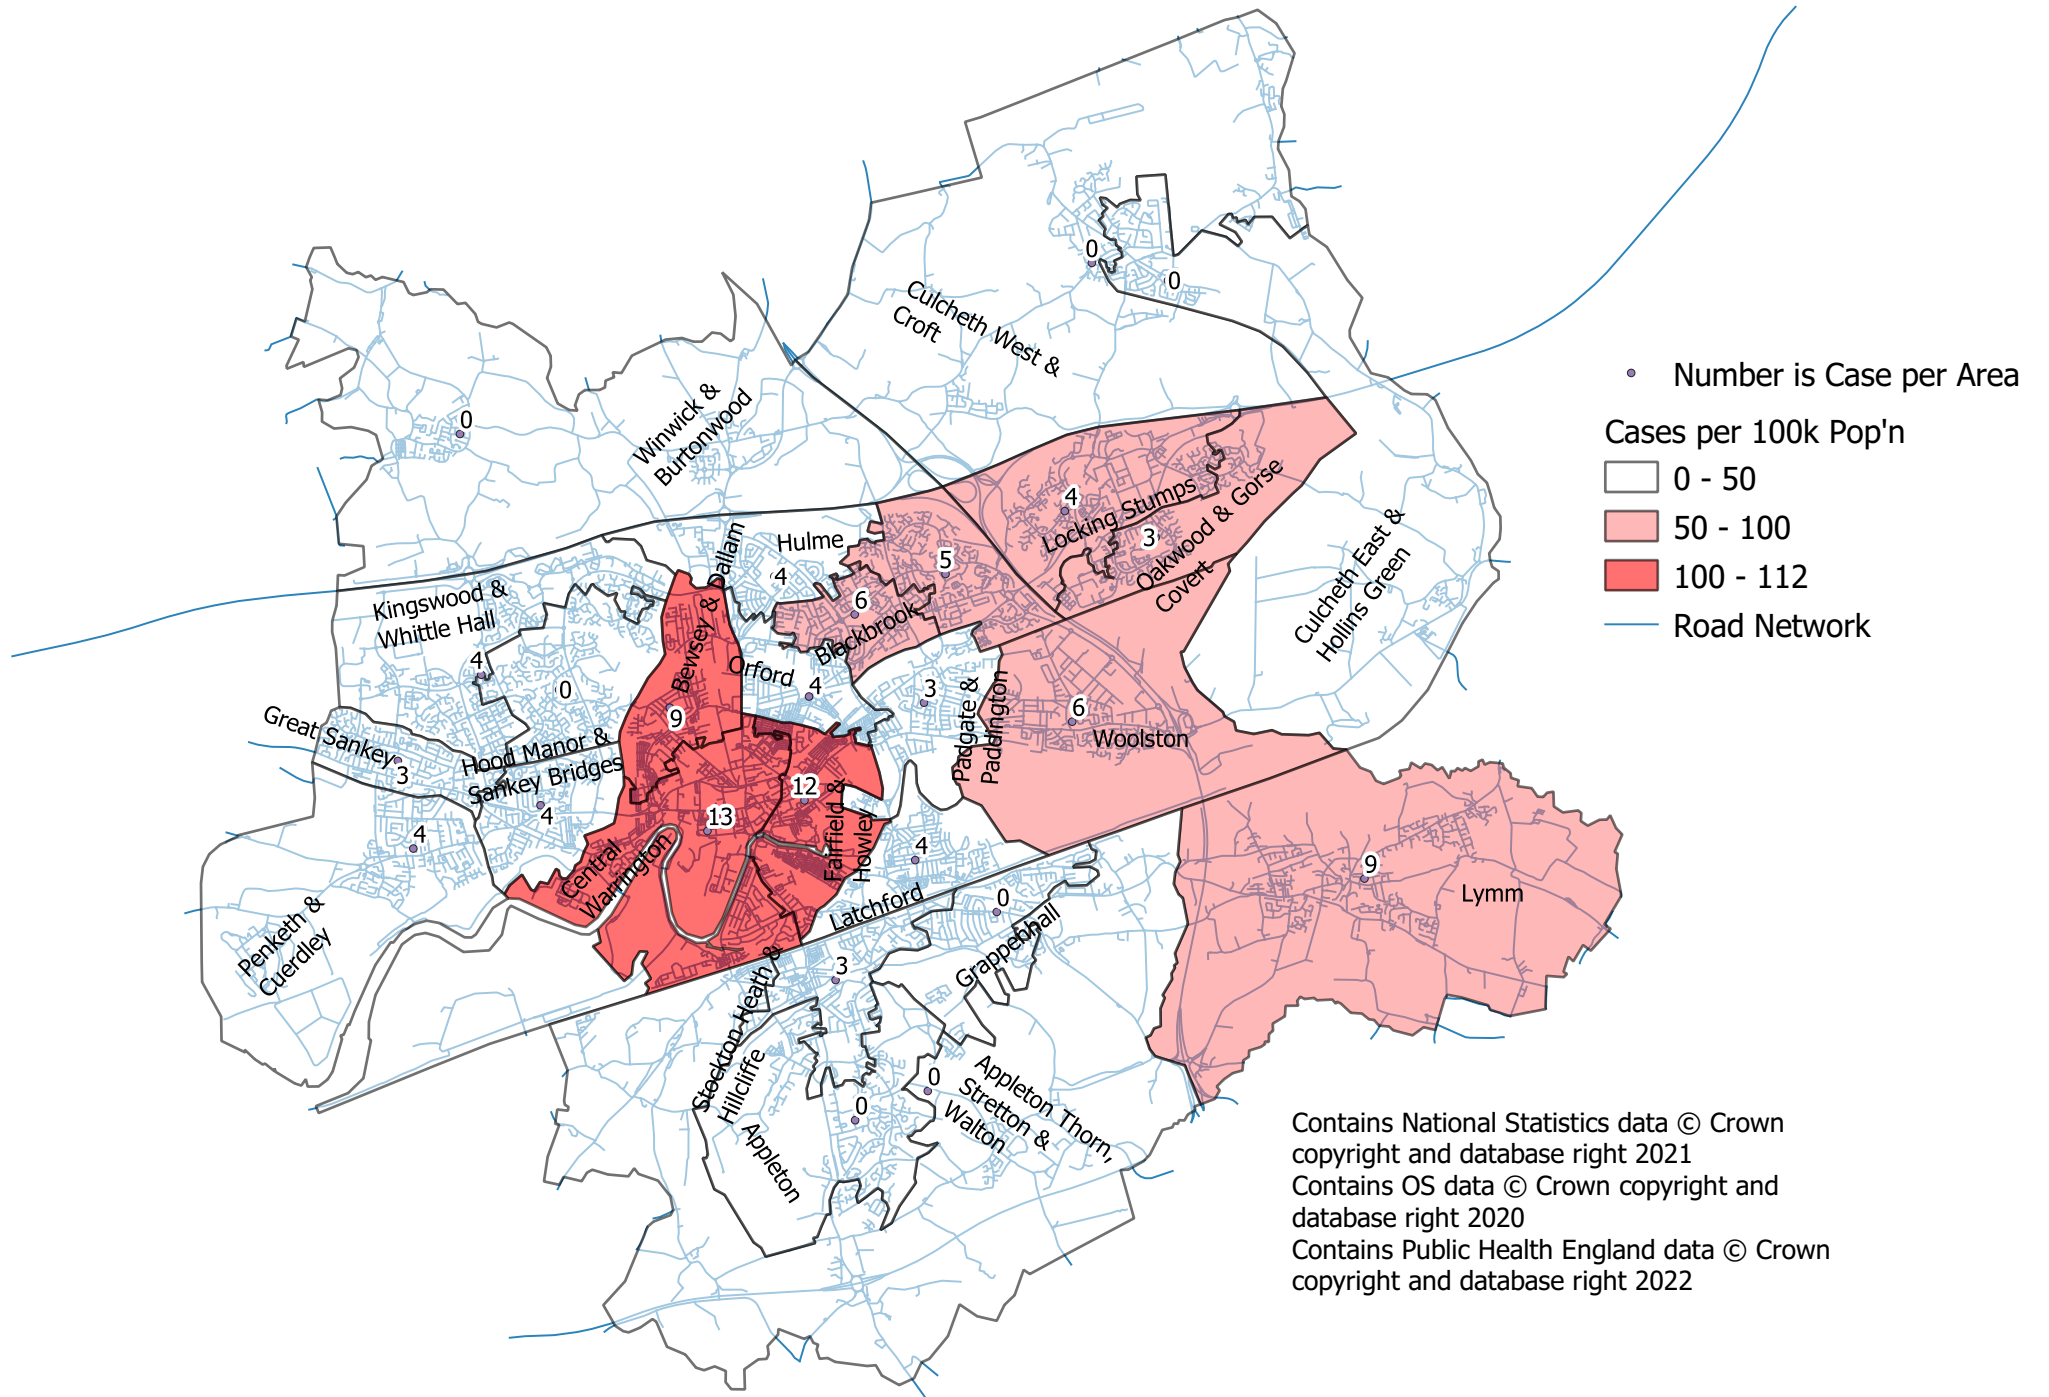 0
0
Culcheth West &
Croft
Number is Case per Area
Cases per 100k Pop'n
0 - 50
50 - 100
100 - 112
Road Network
0
Winwick &
Burtonwood
4
Locking Stumps
3
Oakwood & Gorse
Covert
Culcheth East &
Hollins Green
Hulme
4
5
6
Blackbrook
Kingswood &
Whittle Hall
4
0
Bewsey & Dallam
9
Orford
4
3
Padgate &
Paddington
6
Woolston
Great Sankey
3
Hood Manor &
Sankey Bridges
4
4
13
12
Fairfield &
Howley
Central
Warrington
4
Latchford
0
Grappenhall
9
Lymm
Penketh &
Cuerdley
3
Stockton Heath &
Hillcliffe
0
0
Appleton
Appleton Thorn,
Stretton &
Walton
Contains National Statistics data © Crown
copyright and database right 2021
Contains OS data © Crown copyright and
database right 2020
Contains Public Health England data © Crown
copyright and database right 2022